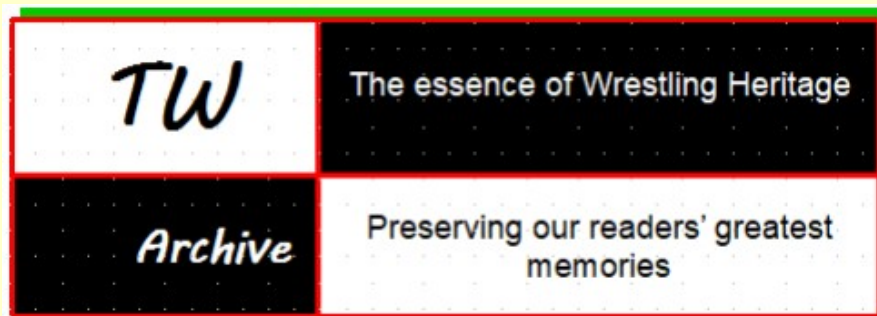 TW
The essence of Wrestling Heritage
Archive
Preserving our readers’ greatest
memories